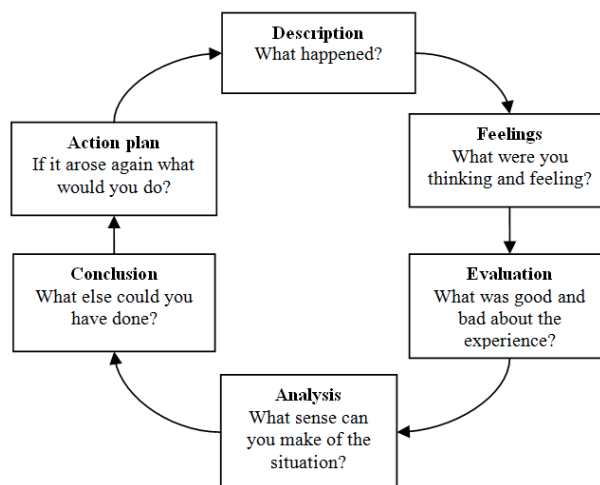 Description
What happened?
Feelings
What were you
thinking and feeling?
Evaluation
What was good and
bad about the
experience?
Analysis
What sense can
you make of the
situation?
Conclusion
What else could you
have done?
Action plan
If it arose again what
would you do?